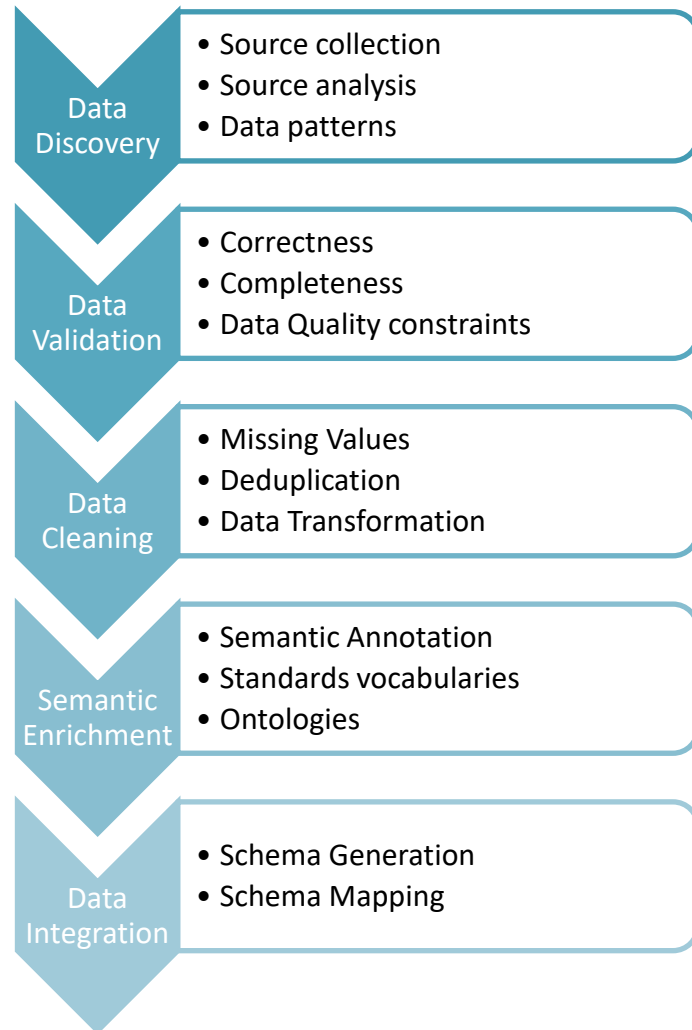 Data
Discovery
• Source collection
• Source analysis
• Data patterns
Data
Validation
• Correctness
• Completeness
• Data Quality constraints
Data
Cleaning
• Missing Values
• Deduplication
• Data Transformation
Semantic
Enrichment
• Semantic Annotation
• Standards vocabularies
• Ontologies
Data
Integration
• Schema Generation
• Schema Mapping